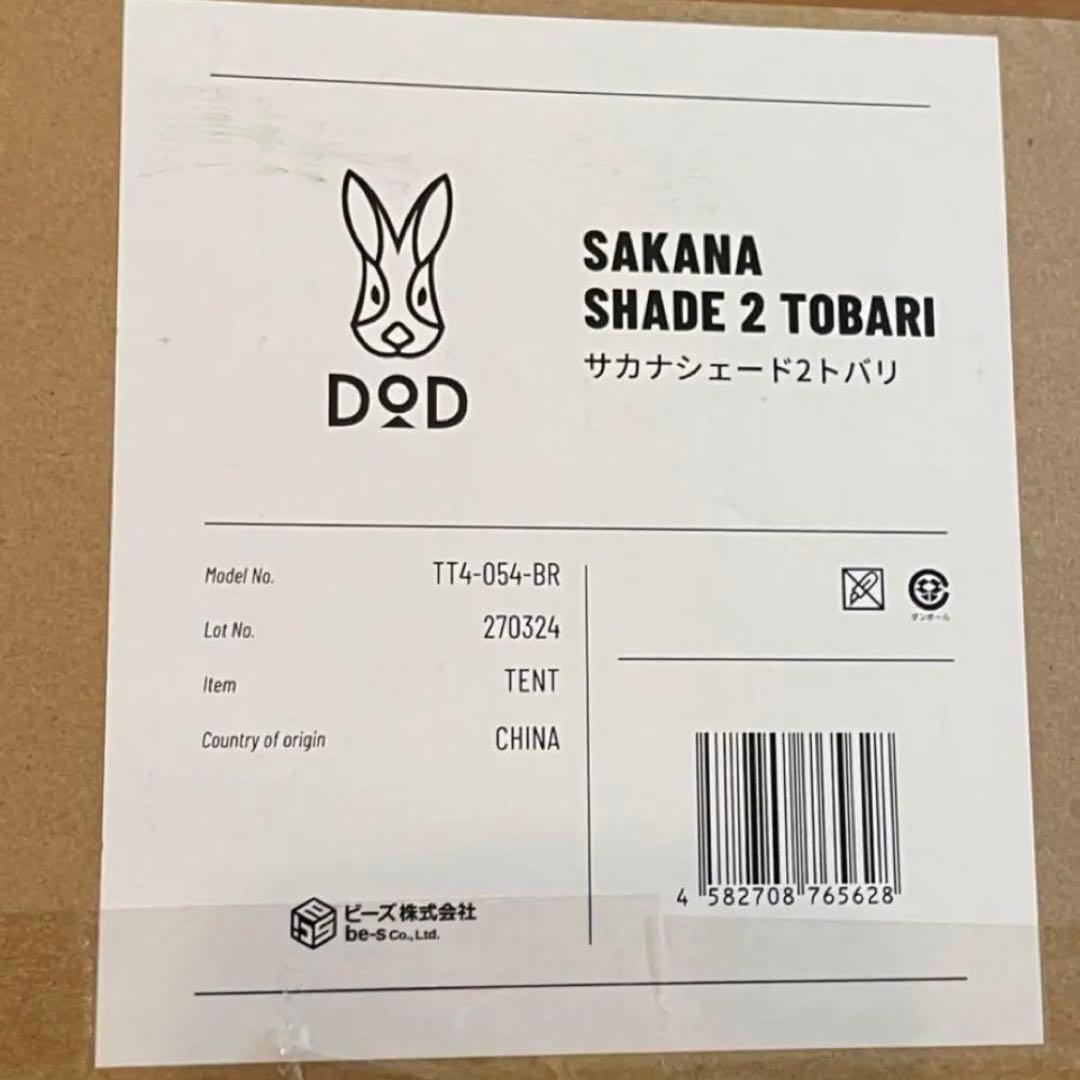 DOD
SAKANA
SHADE 2 TOBARI
サカナシェード2トバリ
Model No. TT4-054-BR
Lot No. 270324
Item TENT
Country of origin CHINA
ダンボール
4 582708 765628
ビーズ株式会社
be-s Co., Ltd.